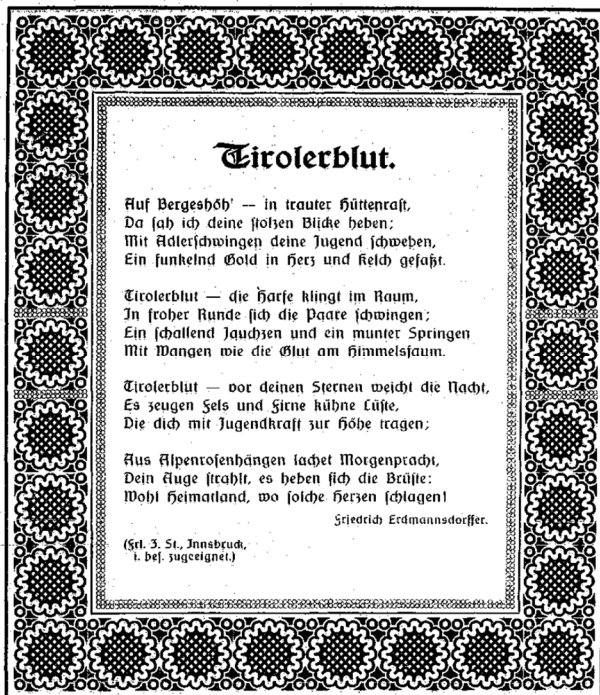 Tirolerblut.
Auf Bergeshöh' — in trauter Hüttenrast,
Da sah ich deine stolzen Blicke heben;
Mit Adlerschwingen deine Jugend schweben,
Ein funkelnd Gold in Herz und Kelch gefaßt.
Tirolerblut — die Harfe klingt im Raum,
In froher Runde sich die Paare schwingen;
Ein schallend Jauchzen und ein munter Springen
Mit Wangen wie die Glut am Himmelssaum.
Tirolerblut — vor deinen Sternen weicht die Nacht,
Es zeugen Fels und Firne kühne Lüste,
Die dich mit Jugendkraft zur Höhe tragen;
Aus Alpenrosenhängen lachet Morgenpracht,
Dein Auge strahlt, es heben sich die Brüste:
Wohl Heimatland, wo solche Herzen schlagen!
Friedrich Erdmannsdorffer.
(Frl. J. St., Innsbruck,
i. bes. zugeeignet.)